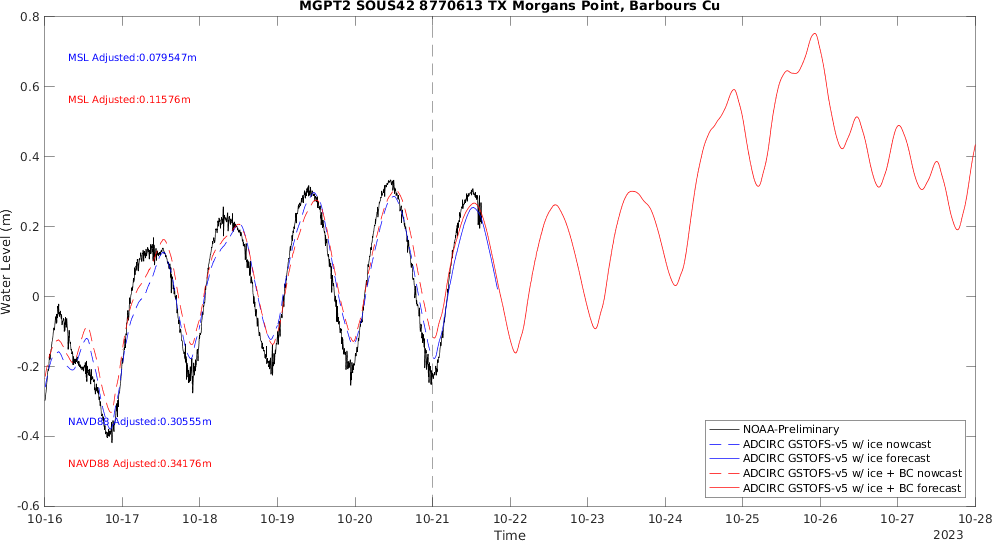 MGPT2 SOUS42 8770613 TX Morgans Point, Barbours Cu
MSL Adjusted:0.079547m
MSL Adjusted:0.11576m
NAVD88 Adjusted:0.30555m
NAVD88 Adjusted:0.34176m
Water Level (m)
0.8
0.6
0.4
0.2
0
-0.2
-0.4
-0.6
NOAA-Preliminary
ADCIRC GSTOFS-v5 w/ ice nowcast
ADCIRC GSTOFS-v5 w/ ice forecast
ADCIRC GSTOFS-v5 w/ ice + BC nowcast
ADCIRC GSTOFS-v5 w/ ice + BC forecast
10-16 10-17 10-18 10-19 10-20 10-21 10-22 10-23 10-24 10-25 10-26 10-27 10-28
Time
2023